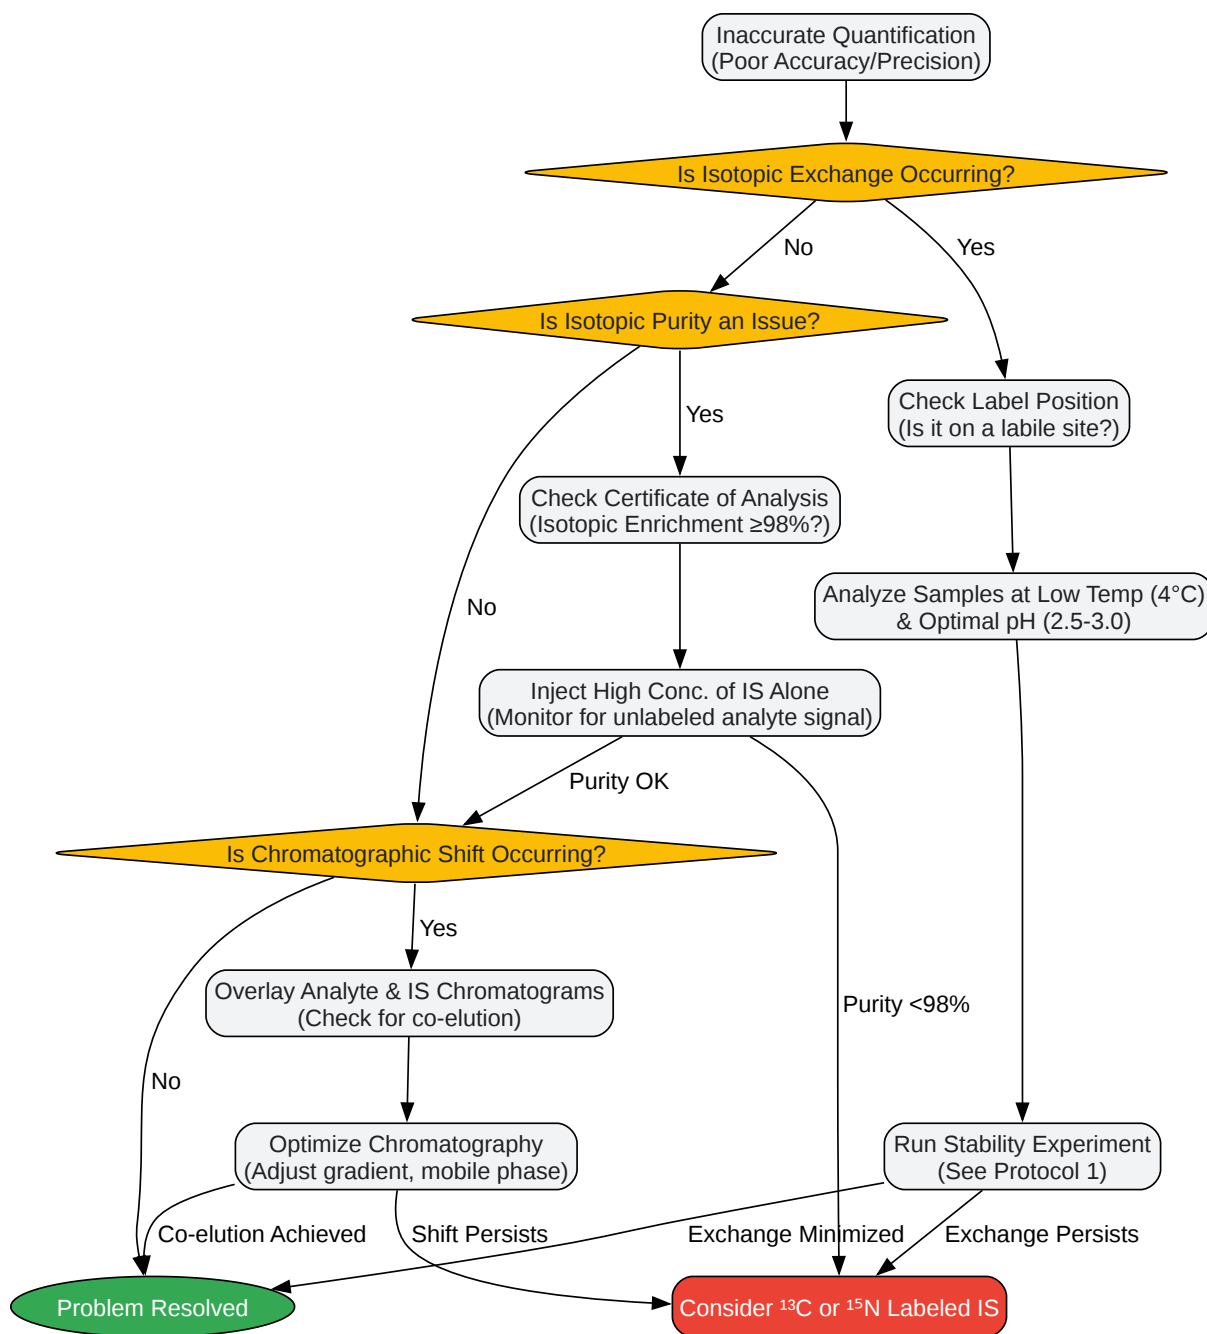 Inaccurate Quantification
(Poor Accuracy/Precision)
Is Isotopic Exchange Occurring?
No
Yes
Is Isotopic Purity an Issue?
Check Label Position
(Is it on a labile site?)
Yes
Check Certificate of Analysis
(Isotopic Enrichment ≥98%?)
No
Analyze Samples at Low Temp (4°C)
& Optimal pH (2.5-3.0)
Inject High Conc. of IS Alone
(Monitor for unlabeled analyte signal)
Purity OK
Is Chromatographic Shift Occurring?
Yes
Overlay Analyte & IS Chromatograms
(Check for co-elution)
Purity <98%
No
Optimize Chromatography
(Adjust gradient, mobile phase)
Run Stability Experiment
(See Protocol 1)
Co-elution Achieved
Shift Persists
Exchange Minimized
Exchange Persists
Problem Resolved
Consider ¹³C or ¹⁵N Labeled IS